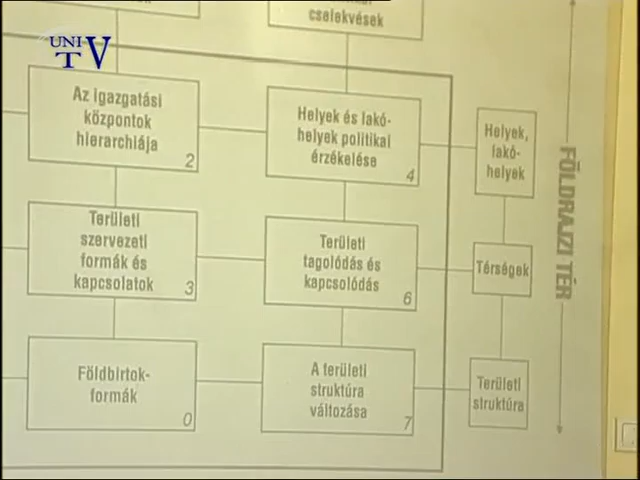 cselekvések
UNI
TV
Az igazgatási
központok
hierarchiája
2
Helyek és lakó-
helyek politikai
érzékelése
4
Helyek,
lakó-
helyek
Területi
szervezeti
formák és
kapcsolatok
3
Területi
tagolódás és
kapcsolódás
6
Térségek
FÖLDRAJZI TÉR
Földbirtok-
formák
0
A területi
struktúra
változása
7
Területi
struktúra